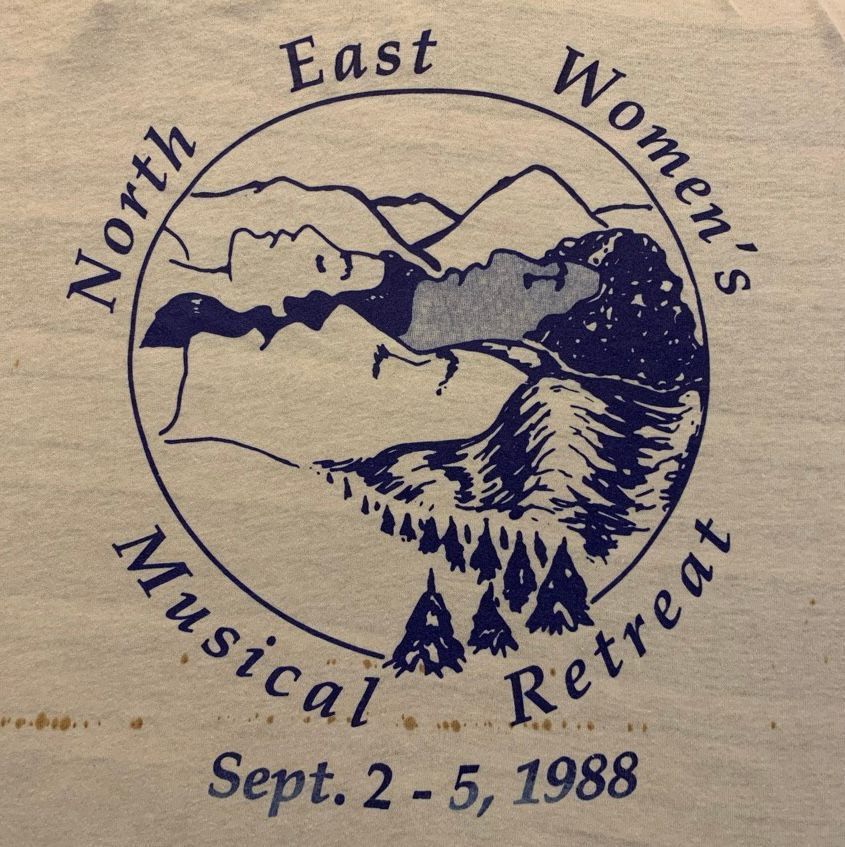 North East Women's
Musical Retreat
Sept. 2 - 5, 1988